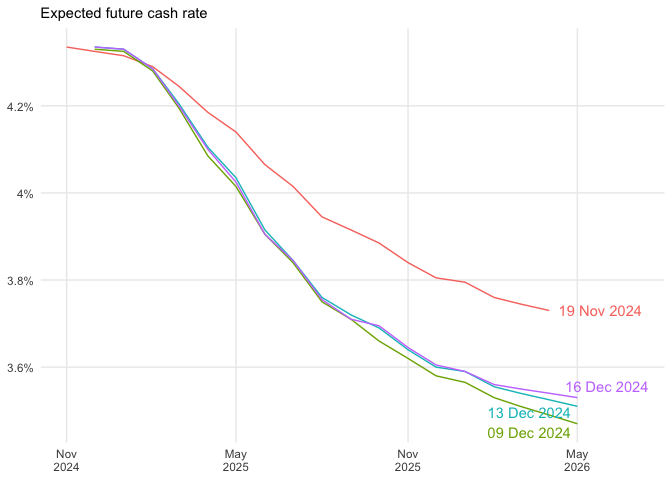 Expected future cash rate
4.2%
4%
3.8%
3.6%
19 Nov 2024
16 Dec 2024
13 Dec 2024
09 Dec 2024
Nov
2024
May
2025
Nov
2025
May
2026